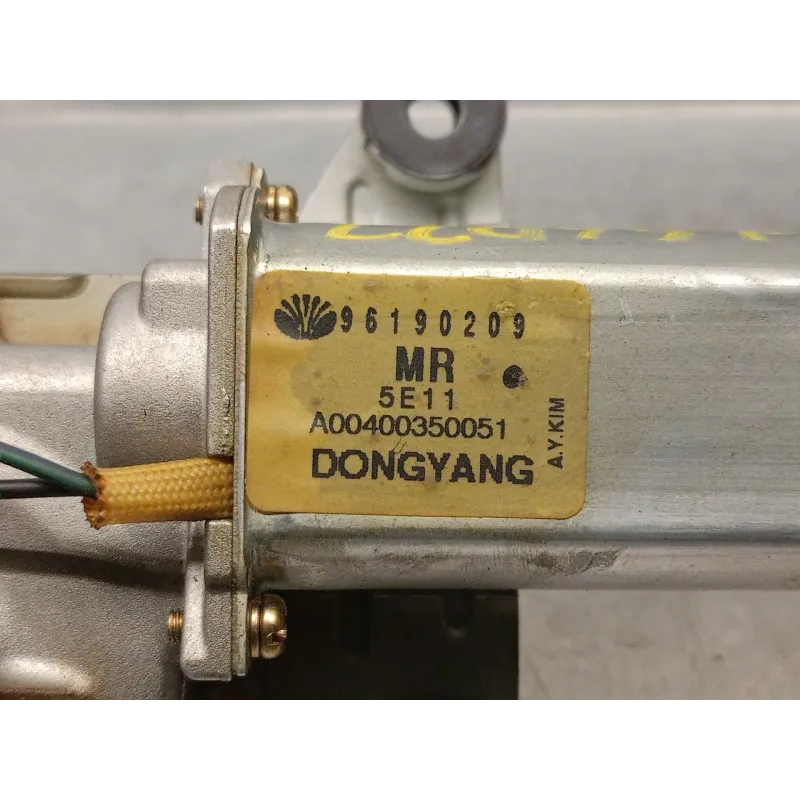 96190209
MR
5E11
A00400350051
DONGYANG
A.Y.KIM